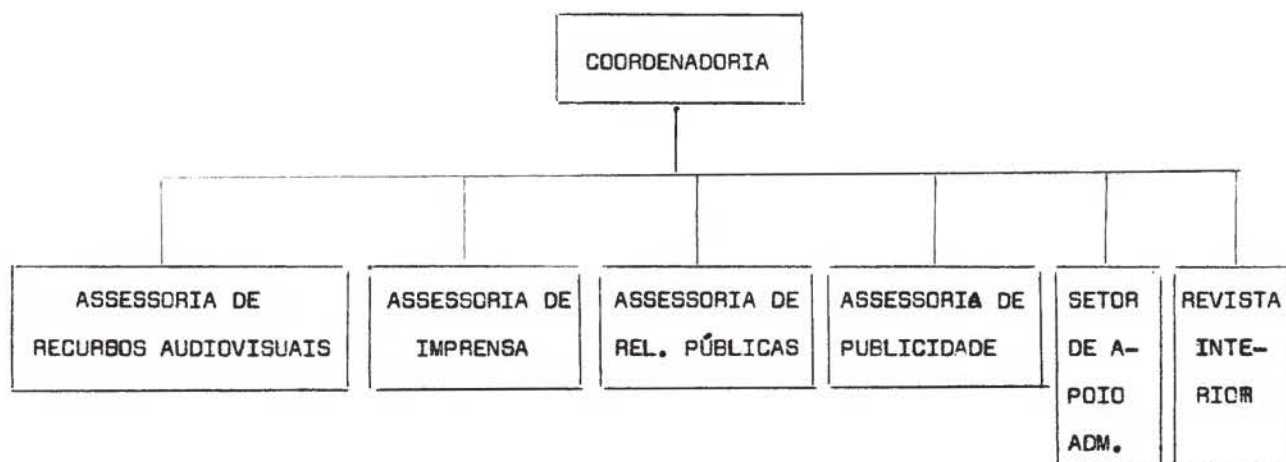 COORDENADORIA
ASSESSORIA DE
RECURSOS AUDIOVISUAIS
ASSESSORIA DE
IMPRENSA
ASSESSORIA DE
REL. PÚBLICAS
ASSESSORIA DE
PUBLICIDADE
SETOR
DE A-
POIO
ADM.
REVISTA
INTE-
RIOR